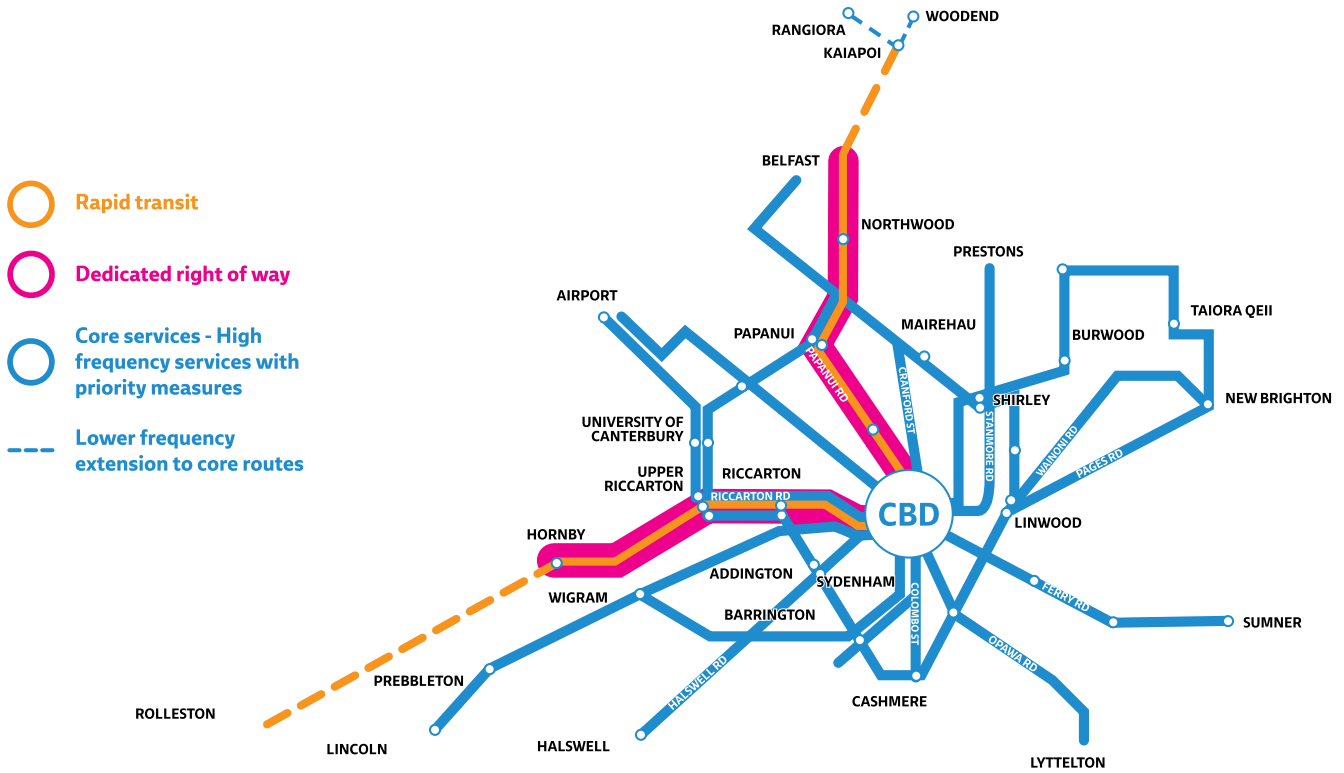 WOODEND
RANGIORA
KAIAPOI
BELFAST
Rapid transit
NORTHWOOD
PRESTONS
Dedicated right of way
AIRPORT
TAIORA QEII
MAIREHAU
PAPANUI
BURWOOD
Core services - High
frequency services with
priority measures
PAPANUI RD
CRANFORD ST
SHIRLEY
NEW BRIGHTON
STANMORE RD
UNIVERSITY OF
CANTERBURY
WAINONI RD
PAGES RD
Lower frequency
extension to core routes
UPPER
RICCARTON
RICCARTON
RICCARTON RD
CBD
LINWOOD
HORNBY
ADDINGTON
SYDENHAM
WIGRAM
BARRINGTON
COLOMBO ST
FERRY RD
SUMNER
OPAWA RD
HALSWELL RD
PREBBLETON
CASHMERE
ROLLESTON
LINCOLN
HALSWELL
LYTTELTON